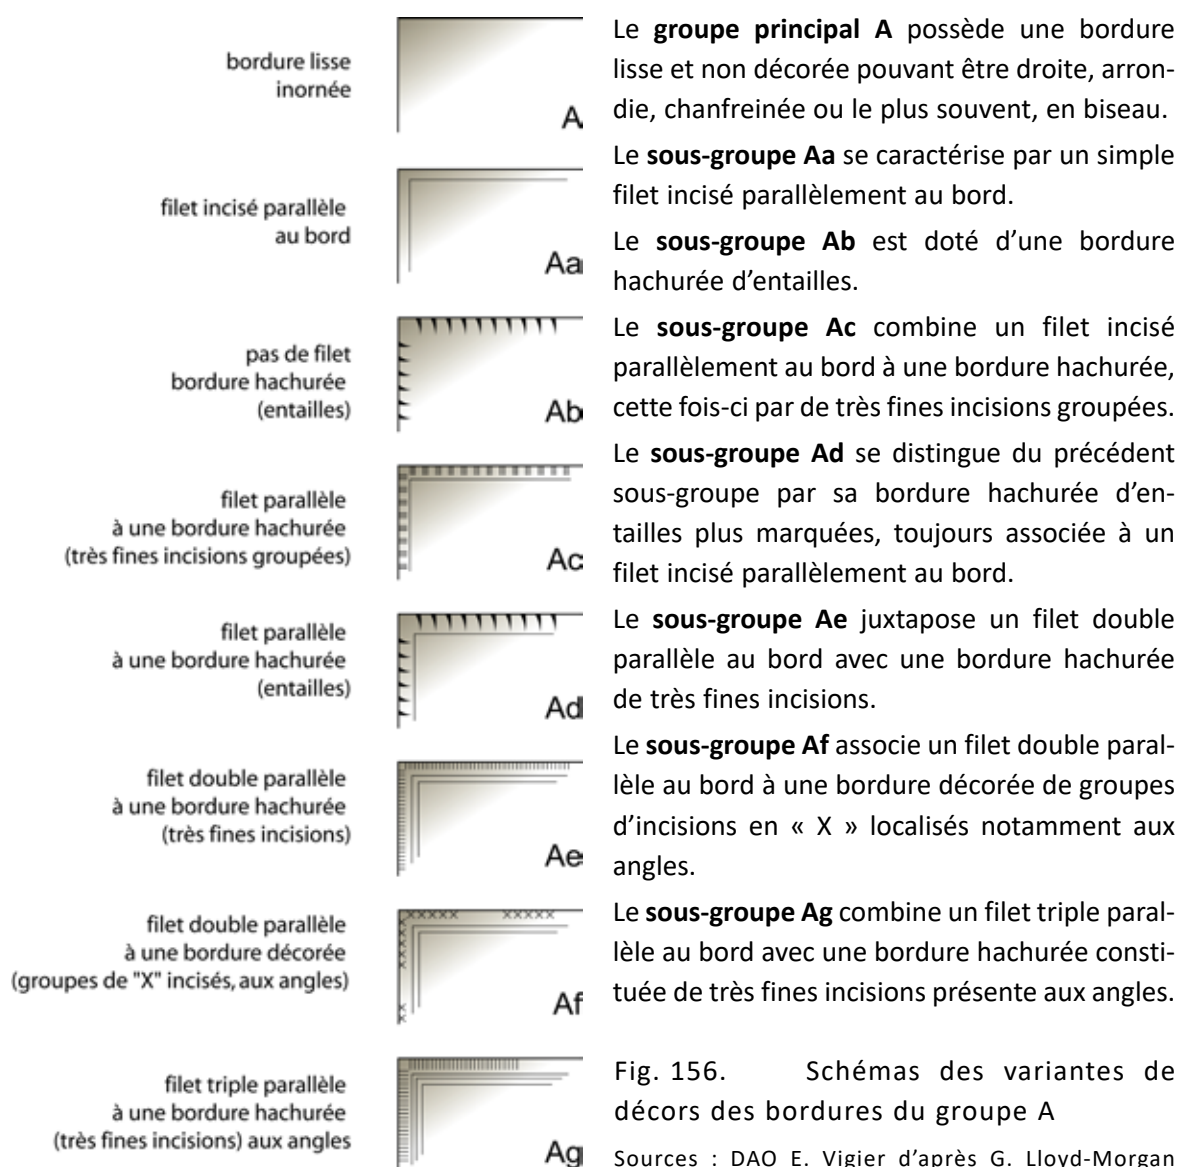 bordure lisse
inornée
A
filet incisé parallèle
au bord
Aa
pas de filet
bordure hachurée
(entailles)
Ab
filet parallèle
à une bordure hachurée
(très fines incisions groupées)
Ac
filet parallèle
à une bordure hachurée
(entailles)
Ad
filet double parallèle
à une bordure hachurée
(très fines incisions)
Ae
filet double parallèle
à une bordure décorée
(groupes de "X" incisés, aux angles)
Af
filet triple parallèle
à une bordure hachurée
(très fines incisions) aux angles
Ag
Le groupe principal A possède une bordure
lisse et non décorée pouvant être droite, arron-
die, chanfreinée ou le plus souvent, en biseau.
Le sous-groupe Aa se caractérise par un simple
filet incisé parallèlement au bord.
Le sous-groupe Ab est doté d’une bordure
hachurée d’entailles.
Le sous-groupe Ac combine un filet incisé
parallèlement au bord à une bordure hachurée,
cette fois-ci par de très fines incisions groupées.
Le sous-groupe Ad se distingue du précédent
sous-groupe par sa bordure hachurée d’en-
tailles plus marquées, toujours associée à un
filet incisé parallèlement au bord.
Le sous-groupe Ae juxtapose un filet double
parallèle au bord avec une bordure hachurée
de très fines incisions.
Le sous-groupe Af associe un filet double paral-
lèle au bord à une bordure décorée de groupes
d’incisions en « X » localisés notamment aux
angles.
Le sous-groupe Ag combine un filet triple paral-
lèle au bord avec une bordure hachurée consti-
tuée de très fines incisions présente aux angles.
Fig. 156. Schémas des variantes de
décors des bordures du groupe A
Sources : DAO E. Vigier d’après G. Lloyd-Morgan